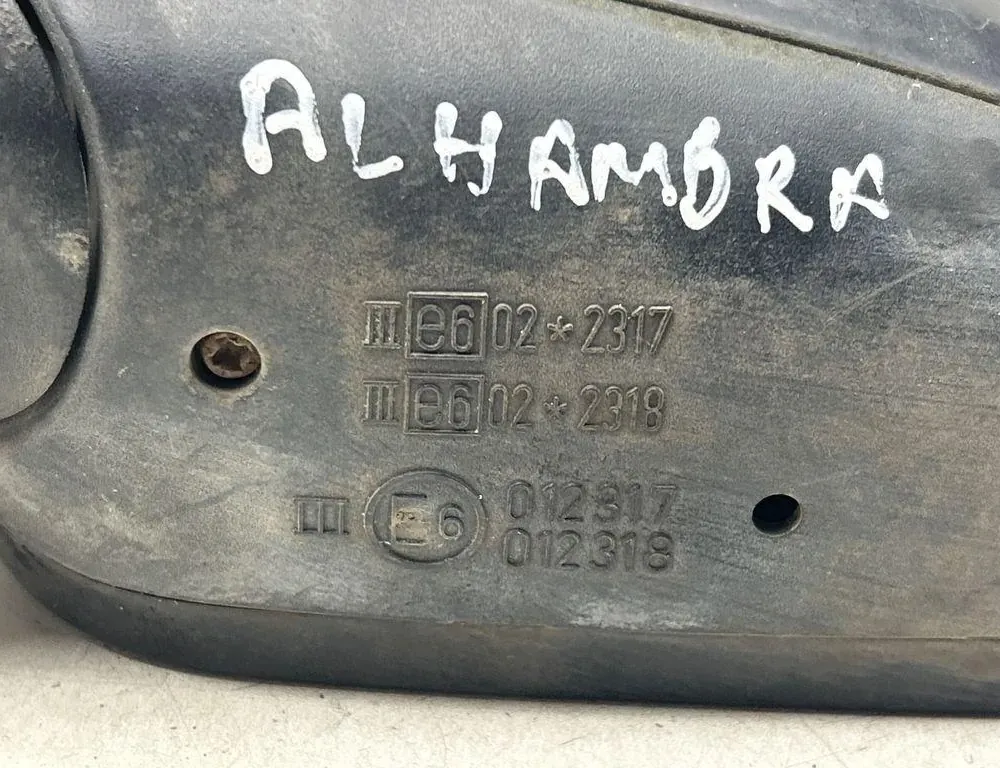 ALHAMBRA
III e6 02*2317
III e6 02*2318
III E6 012317
012318